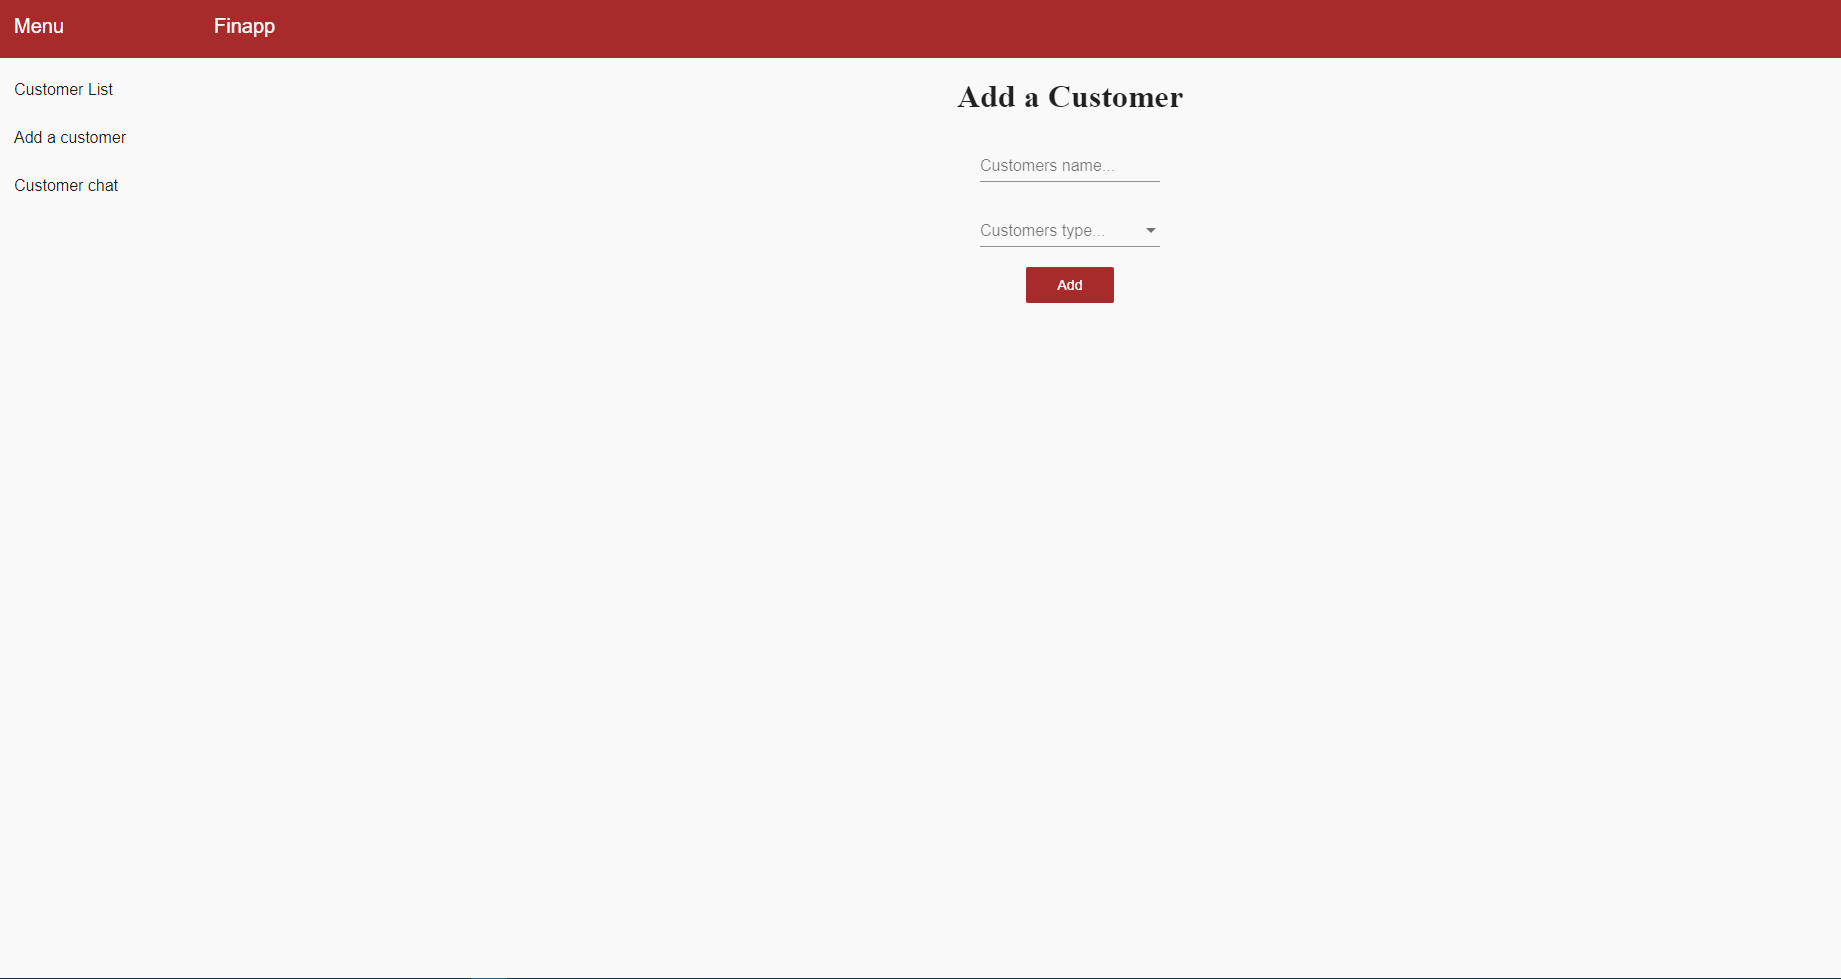 Menu
Finapp
Customer List
Add a customer
Customer chat
Add a Customer
Customers name...
Customers type...
Add